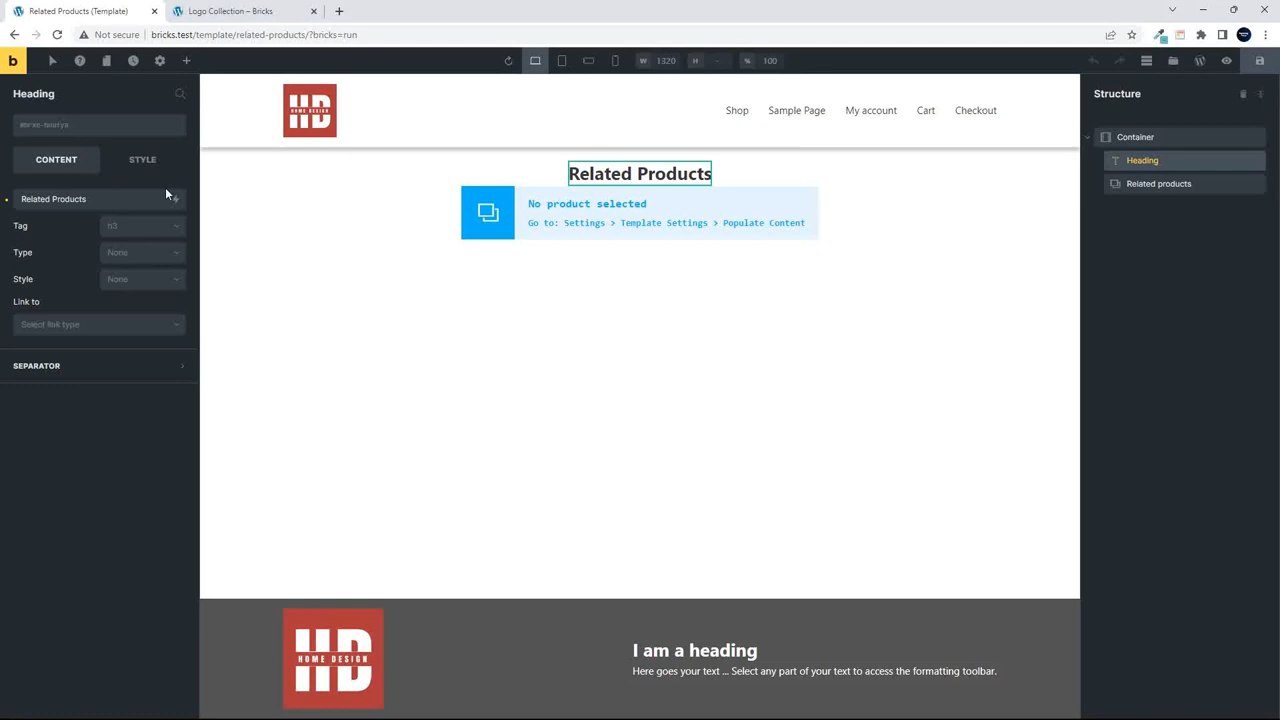 Related Products (Template)
Logo Collection – Bricks
Not secure
bricks.test/template/related-products/?bricks=run
b
W 1320 H - % 100
Heading
CONTENT
STYLE
Related Products
Tag
h3
Type
None
Style
None
Link to
Select link type
SEPARATOR
HD
HOME DESIGN
Shop
Sample Page
My account
Cart
Checkout
Related Products
No product selected
Go to: Settings > Template Settings > Populate Content
HD
HOME DESIGN
I am a heading
Here goes your text ... Select any part of your text to access the formatting toolbar.
Structure
Container
Heading
Related products